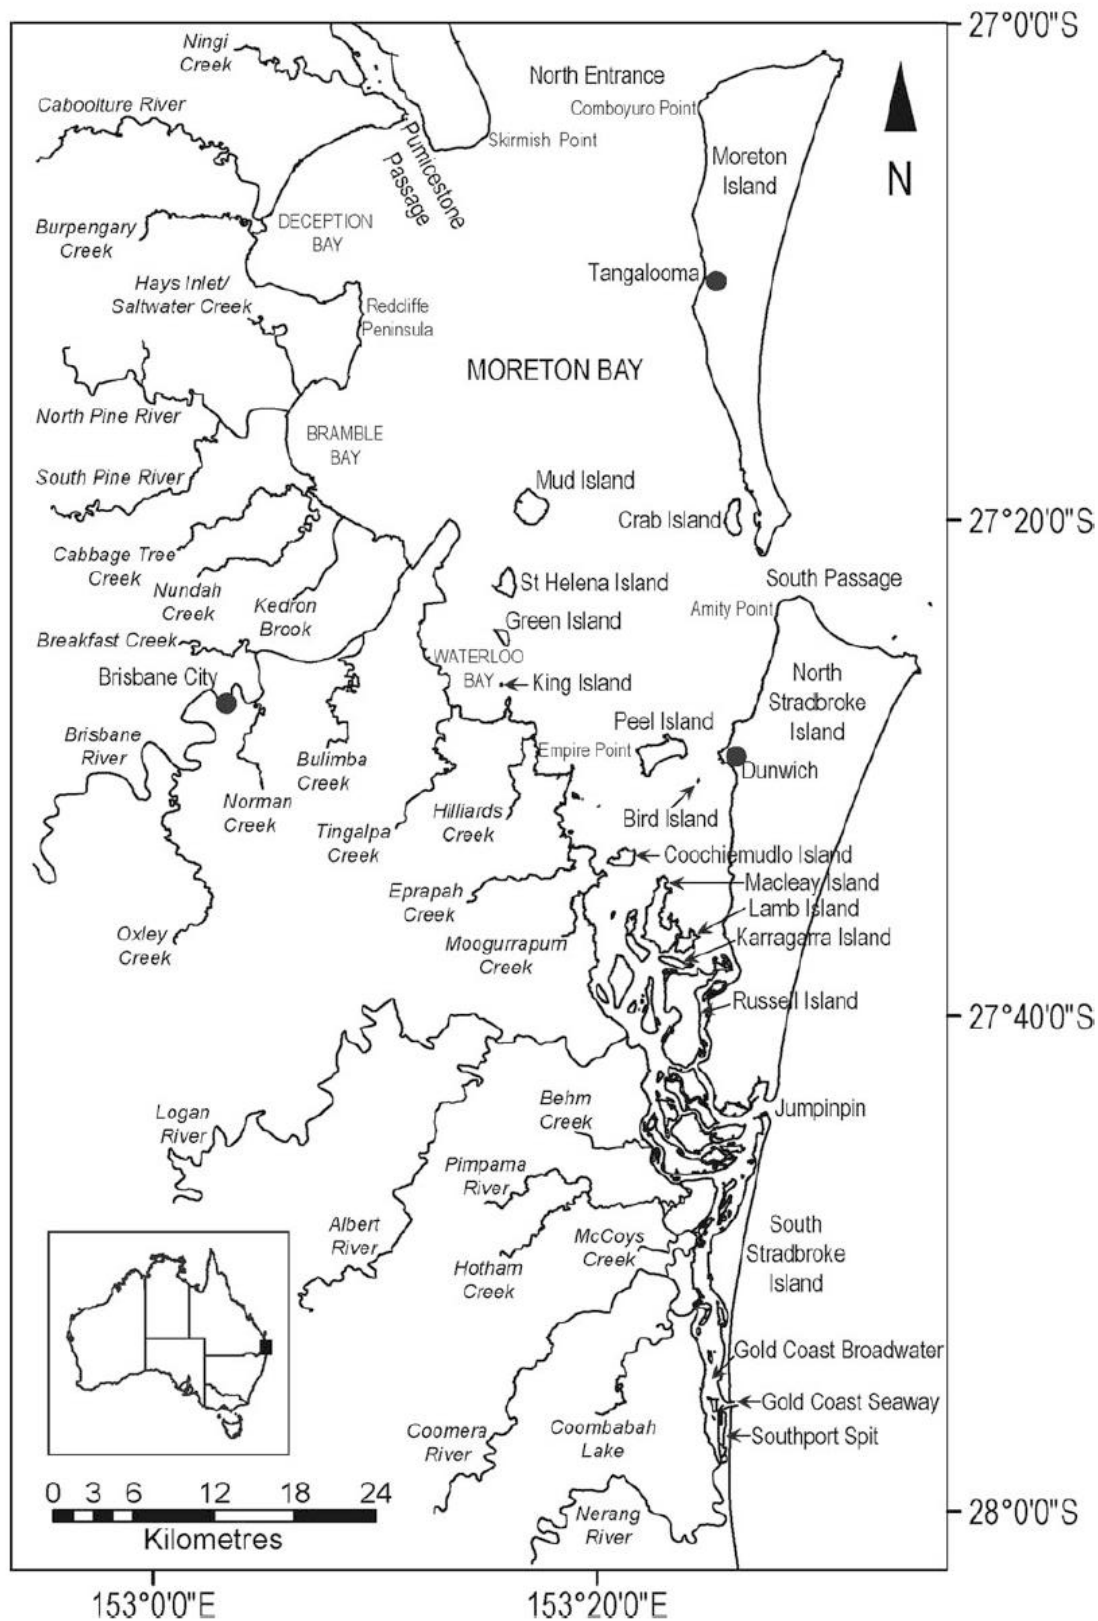 27°0'0"S
Ningi
Creek
North Entrance
Caboolture River
Comboyuro Point
Pumicestone
Passage
Skirmish Point
Moreton
Island
N
Burpengary
Creek
DECEPTION
BAY
Hays Inlet/
Saltwater Creek
Tangalooma
Redcliffe
Peninsula
MORETON BAY
North Pine River
BRAMBLE
BAY
South Pine River
Mud Island
Crab Island
27°20'0"S
Cabbage Tree
Creek
Nundah
Creek
Kedron
Brook
St Helena Island
South Passage
Amity Point
Green Island
Breakfast Creek
Brisbane City
WATERLOO
BAY
King Island
North
Stradbroke
Island
Brisbane
River
Peel Island
Empire Point
Bulimba
Creek
Dunwich
Norman
Creek
Hilliards
Creek
Bird Island
Tingalpa
Creek
Coochiemudlo Island
Eprapah
Creek
Macleay Island
Lamb Island
Oxley
Creek
Moogurrapum
Creek
Karragarra Island
Russell Island
27°40'0"S
Logan
River
Behm
Creek
Jumpinpin
Pimpama
River
Albert
River
Hotham
Creek
McCoys
Creek
South
Stradbroke
Island
Gold Coast Broadwater
Gold Coast Seaway
Coomera
River
Coombabah
Lake
Southport Spit
0 3 6 12 18 24
Kilometres
Nerang
River
28°0'0"S
153°0'0"E
153°20'0"E